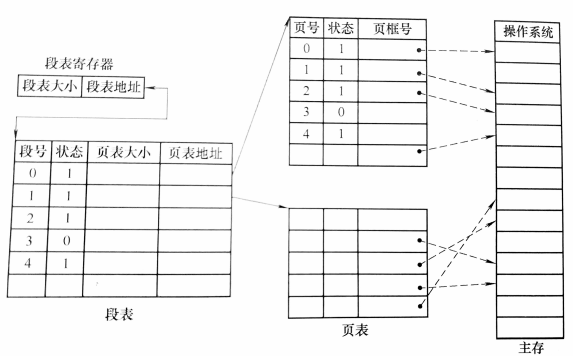 段表寄存器
段表大小 段表地址
段号 状态 页表大小 页表地址
0 1
1 1
2 1
3 0
4 1
段表
页号 状态 页框号
0 1
1 1
2 1
3 0
4 1
页表
操作系统
主存